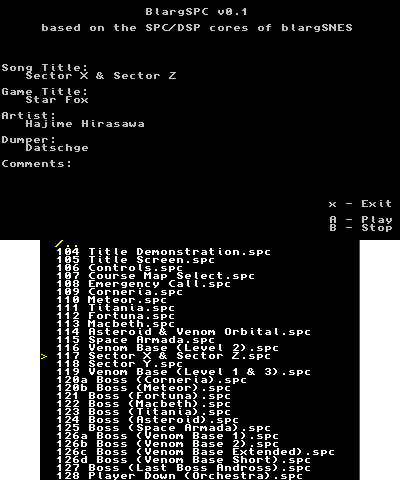 BlargSPC v0.1
based on the SPC/DSP cores of blargSNES
Song Title:
Sector X & Sector Z
Game Title:
Star Fox
Artist:
Hajime Hirasawa
Dumper:
Datschge
Comments:
x - Exit
A - Play
B - Stop
/..
104 Title Demonstration.spc
105 Title Screen.spc
106 Controls.spc
107 Course Map Select.spc
108 Emergency Call.spc
109 Corneria.spc
110 Meteor.spc
111 Titania.spc
112 Fortuna.spc
113 Macbeth.spc
114 Asteroid & Venom Orbital.spc
115 Space Armada.spc
116 Venom Base (Level 2).spc
> 117 Sector X & Sector Z.spc
118 Sector Y.spc
119 Venom Base (Level 1 & 3).spc
120a Boss (Corneria).spc
120b Boss (Meteor).spc
121 Boss (Fortuna).spc
122 Boss (Macbeth).spc
123 Boss (Titania).spc
124 Boss (Asteroid).spc
125 Boss (Space Armada).spc
126a Boss (Venom Base 1).spc
126b Boss (Venom Base 2).spc
126c Boss (Venom Base Extended).spc
126d Boss (Venom Base Short).spc
127 Boss (Last Boss Andross).spc
128 Player Down (Orchestra).spc